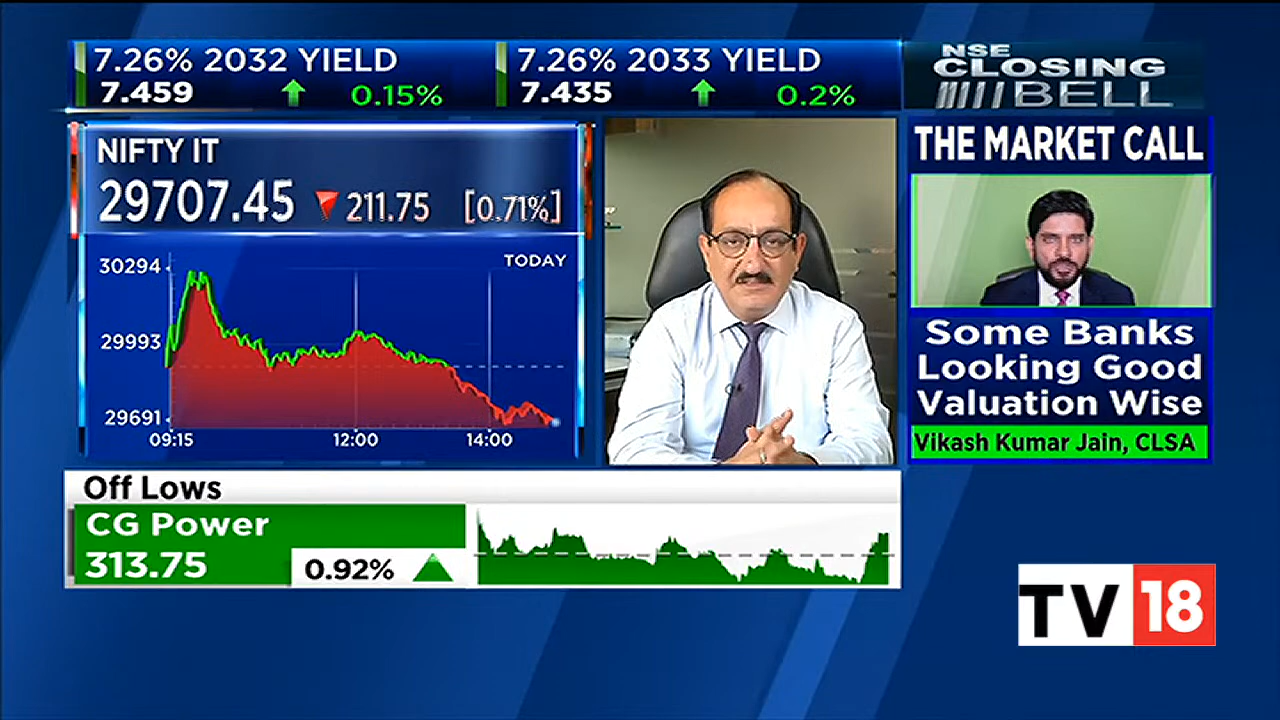 7.26% 2032 YIELD
7.459 0.15%
7.26% 2033 YIELD
7.435 0.2%
NSE
CLOSING
BELL
NIFTY IT
29707.45 211.75 [0.71%]
TODAY
30294
29993
29691
09:15 12:00 14:00
THE MARKET CALL
Some Banks
Looking Good
Valuation Wise
Vikash Kumar Jain, CLSA
Off Lows
CG Power
313.75
0.92%
TV18